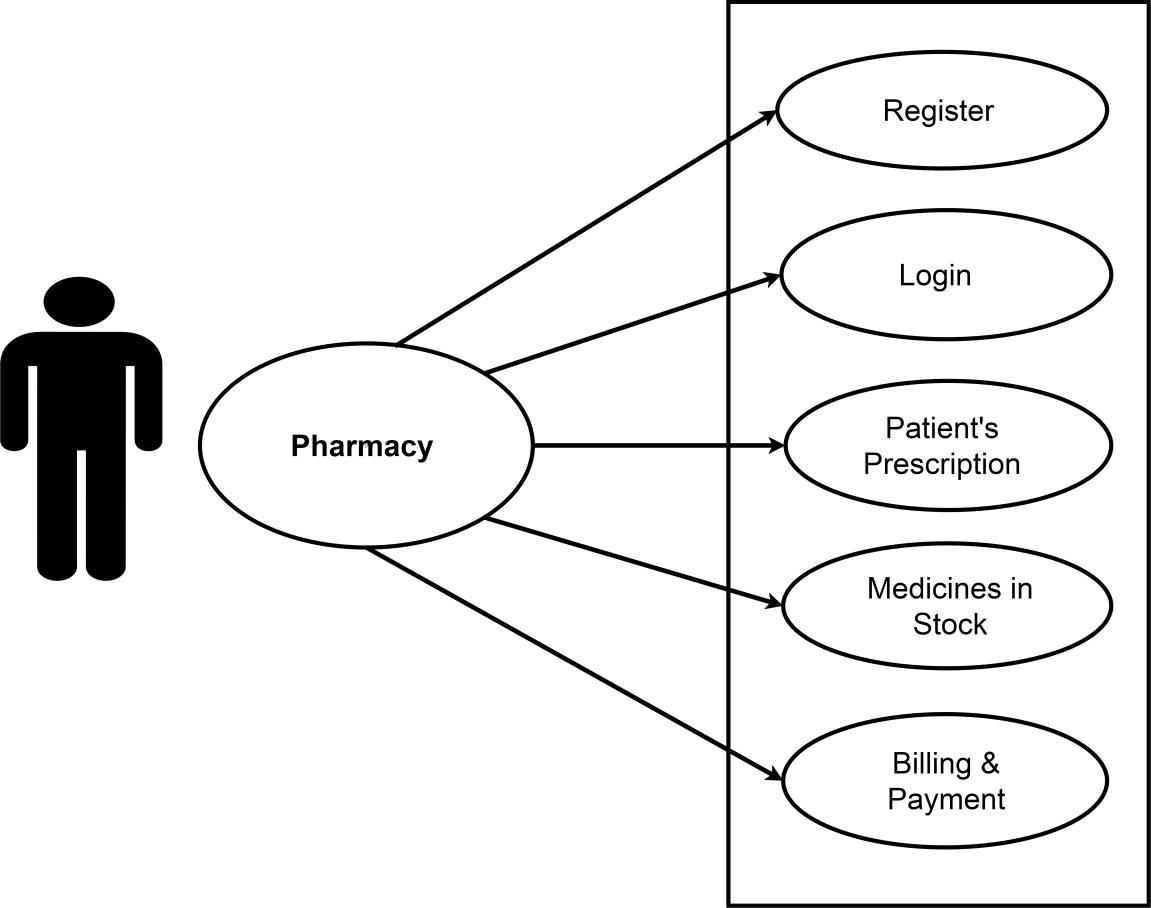 Register
Login
Pharmacy
Patient's
Prescription
Medicines in
Stock
Billing &
Payment